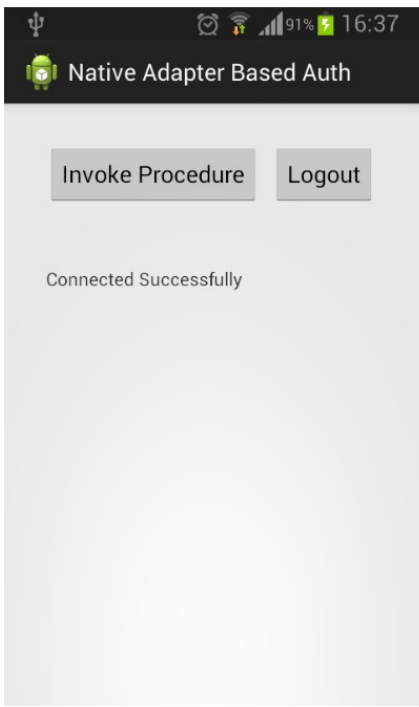 91% 16:37
Native Adapter Based Auth
Invoke Procedure Logout
Connected Successfully